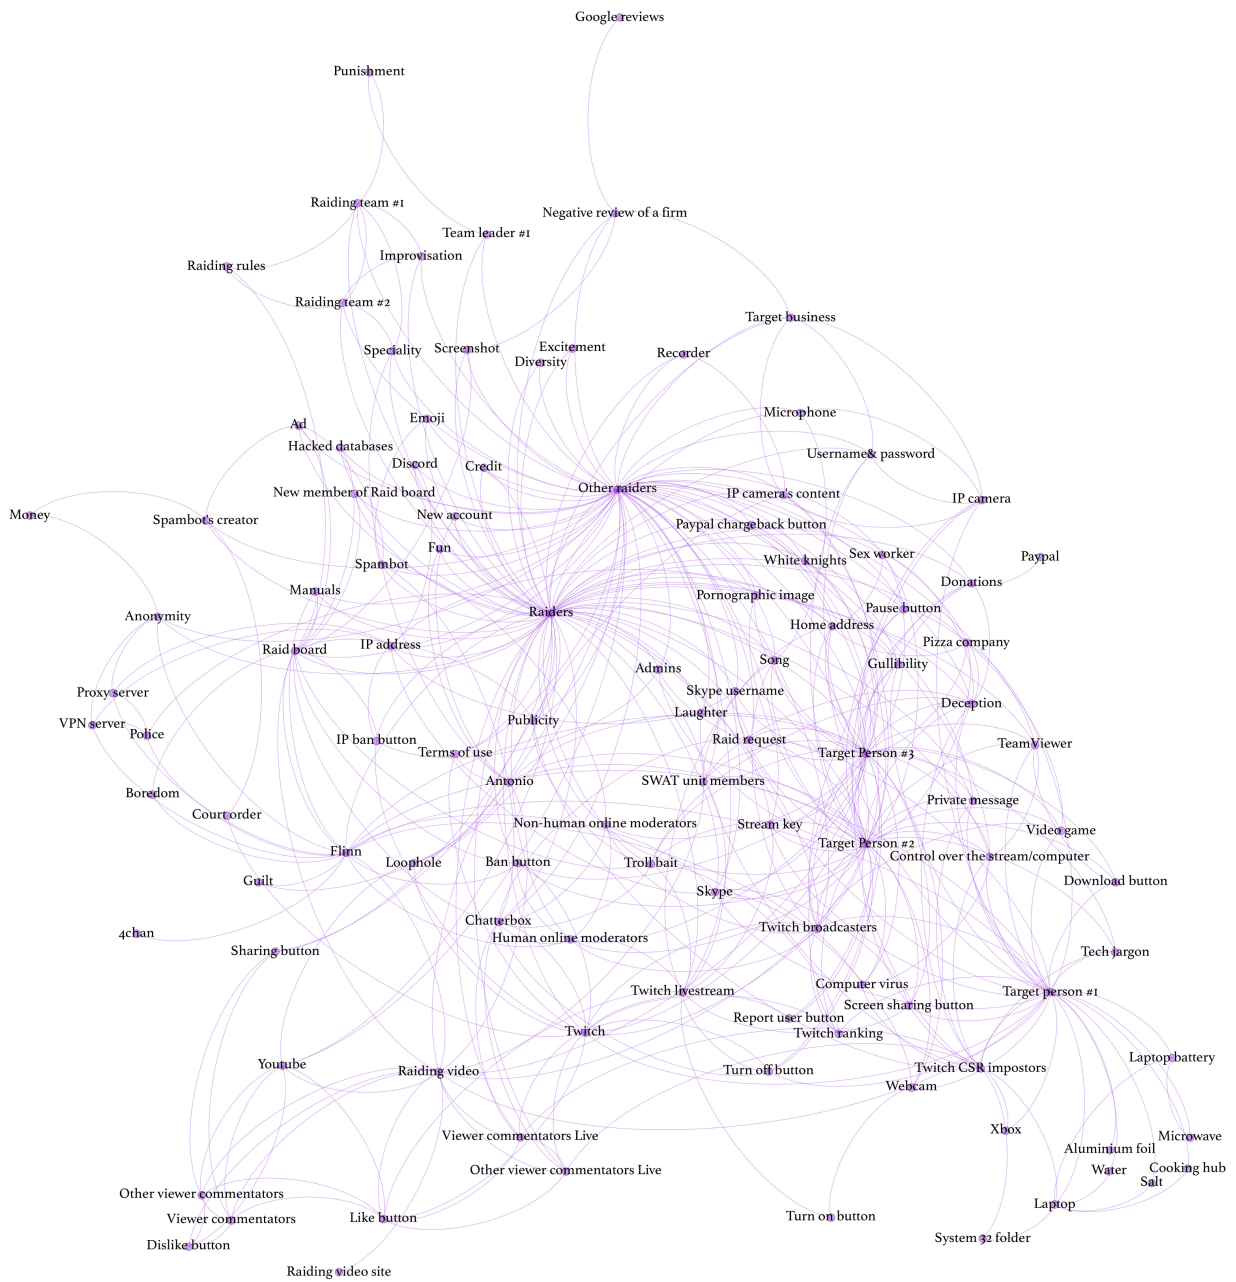 Google reviews
Punishment
Raiding team #1
Negative review of a firm
Team leader #1
Improvisation
Raiding rules
Raiding team #2
Target business
Speciality
Screenshot
Excitement
Diversity
Recorder
Microphone
Emoji
Ad
Hacked databases
Username& password
Discord
Credit
Other raiders
New member of Raid board
IP camera's content
IP camera
Money
Spambot's creator
New account
Paypal chargeback button
Fun
Sex worker
Paypal
White knights
Spambot
Donations
Manuals
Pornographic image
Pause button
Anonymity
Raiders
Home address
Pizza company
IP address
Raid board
Song
Gullibility
Admins
Proxy server
Skype username
Deception
Laughter
VPN server
Publicity
Police
IP ban button
Raid request
TeamViewer
Terms of use
Target Person #3
Antonio
SWAT unit members
Boredom
Private message
Court order
Non-human online moderators
Stream key
Video game
Target Person #2
Flinn
Control over the stream/computer
Loophole
Ban button
Troll bait
Guilt
Download button
Skype
Chatterbox
Twitch broadcasters
4chan
Human online moderators
Sharing button
Tech jargon
Computer virus
Twitch livestream
Target person #1
Screen sharing button
Report user button
Twitch
Twitch ranking
Laptop battery
Youtube
Raiding video
Turn off button
Twitch CSR impostors
Webcam
Xbox
Viewer commentators Live
Microwave
Aluminium foil
Other viewer commentators Live
Water
Cooking hub
Salt
Other viewer commentators
Laptop
Viewer commentators
Like button
Turn on button
System 32 folder
Dislike button
Raiding video site